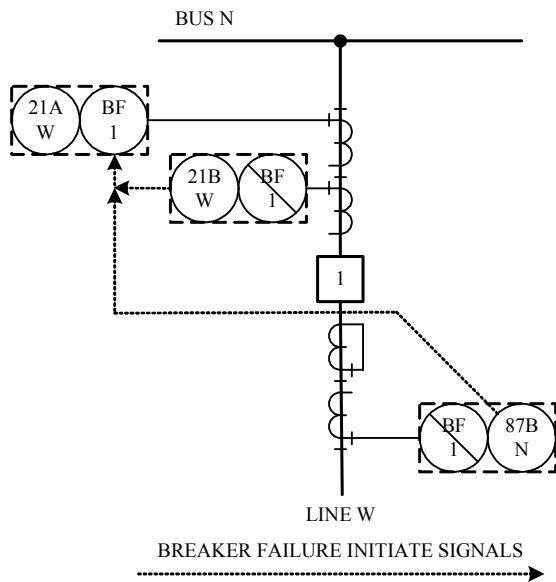 BUS N
21A
W
BF
1
21B
W
BF
1
1
BF
1
87B
N
LINE W
BREAKER FAILURE INITIATE SIGNALS